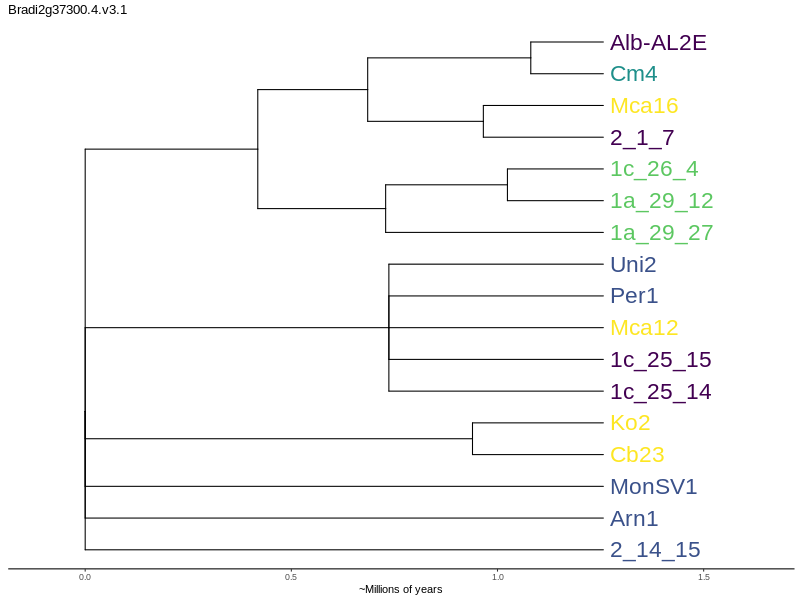 Bradi2g37300.4.v3.1
Alb-AL2E
Cm4
Mca16
2_1_7
1c_26_4
1a_29_12
1a_29_27
Uni2
Per1
Mca12
1c_25_15
1c_25_14
Ko2
Cb23
MonSV1
Arn1
2_14_15
0.0 0.5 1.0 1.5
~Millions of years